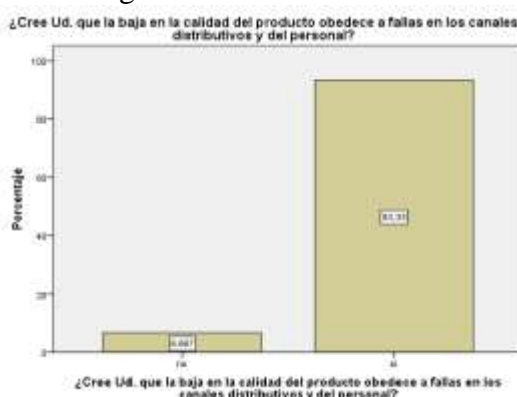 ¿Cree Ud. que la baja en la calidad del producto obedece a fallas en los canales
distributivos y del personal?
100
80
60
40
20
0
Porcentaje
6,667
93,33
no
si
¿Cree Ud. que la baja en la calidad del producto obedece a fallas en los
canales distributivos y del personal?